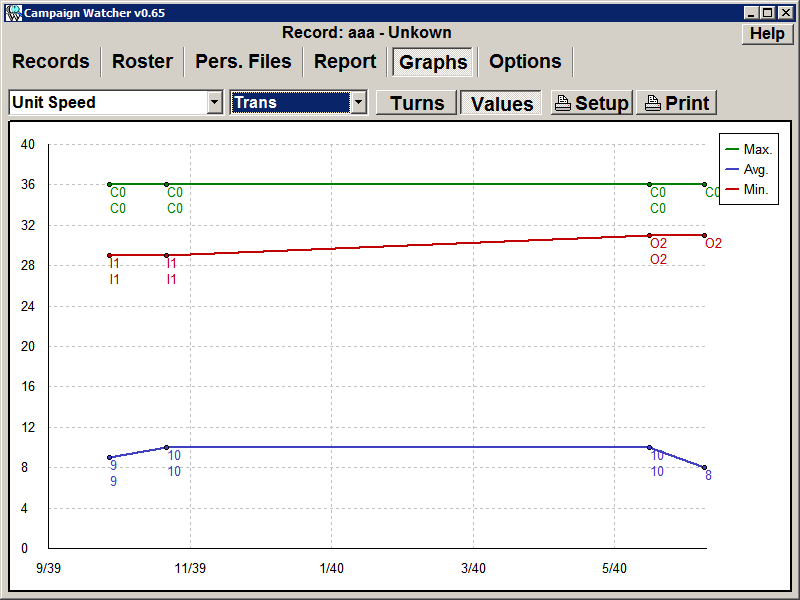 Campaign Watcher v0.65
Record: aaa - Unkown
Help
Records Roster Pers. Files Report Graphs Options
Unit Speed Trans Turns Values Setup Print
40
Max.
Avg.
Min.
36
C0 C0 C0 C0
C0 C0 C0
32
O2 O2
O2
28
I1 I1
I1 I1
24
20
16
12
10 10
10 10
8
9 8
9
4
0
9/39 11/39 1/40 3/40 5/40